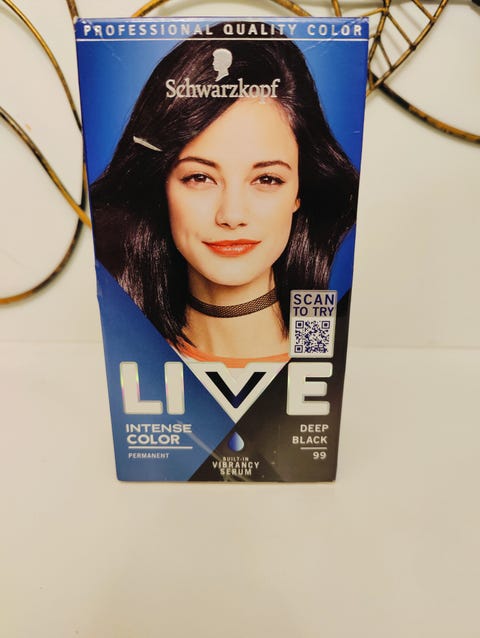 PROFESSIONAL QUALITY COLOR
Schwarzkopf
SCAN
TO TRY
LIVE
INTENSE
COLOR
PERMANENT
BUILT-IN
VIBRANCY
SERUM
DEEP
BLACK
99